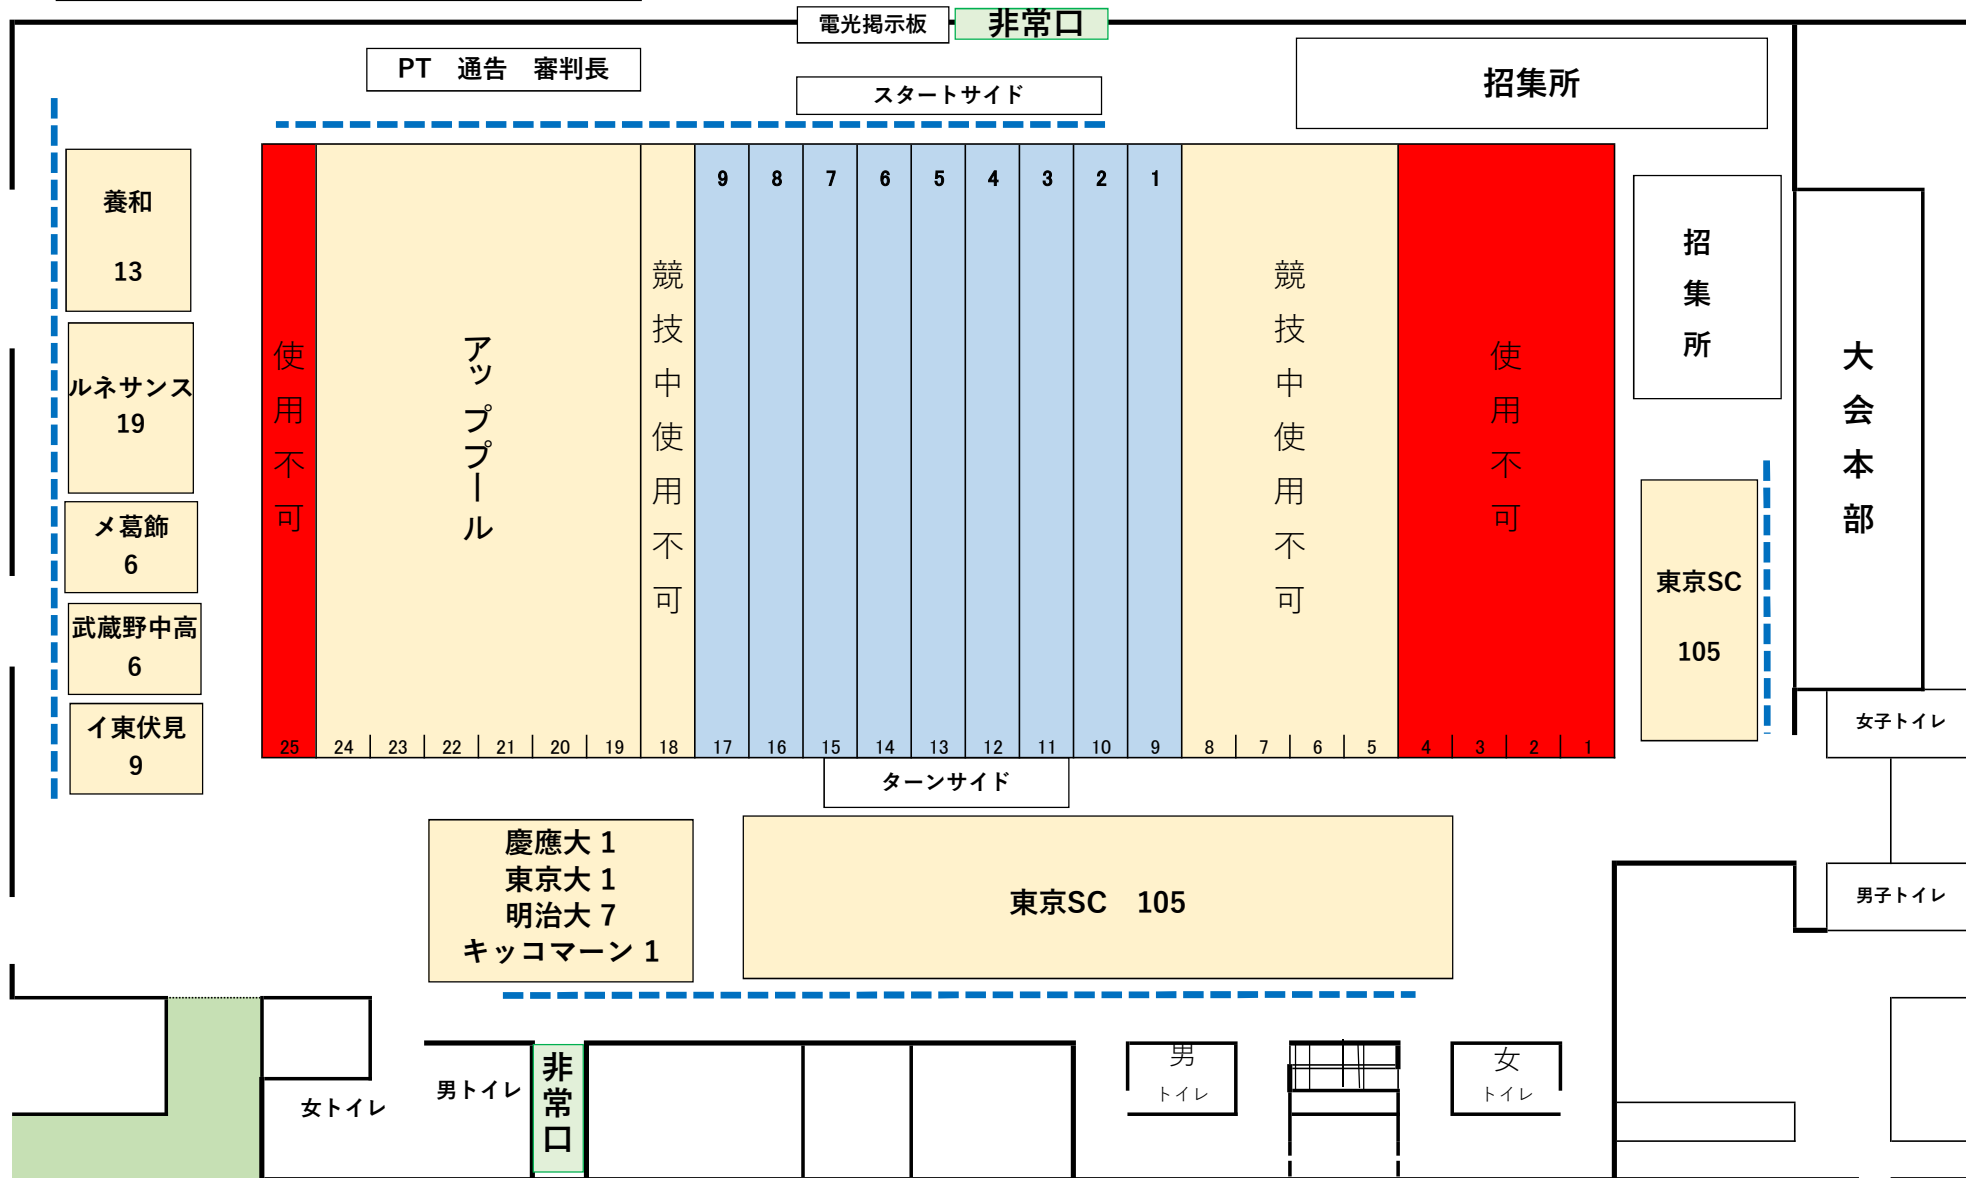 電光掲示板
非常口
PT　通告　審判長
スタートサイド
招集所
養和
13
ルネサンス
19
メ葛飾
6
武蔵野中高
6
イ東伏見
9
使用不可
アッププール
競技中使用不可
9 8 7 6 5 4 3 2 1
競技中使用不可
使用不可
招集所
大会本部
東京SC
105
25 24 23 22 21 20 19 18 17 16 15 14 13 12 11 10 9 8 7 6 5 4 3 2 1
ターンサイド
女子トイレ
男子トイレ
慶應大 1
東京大 1
明治大 7
キッコマーン 1
東京SC　105
女トイレ
男トイレ
非常口
男
トイレ
女
トイレ